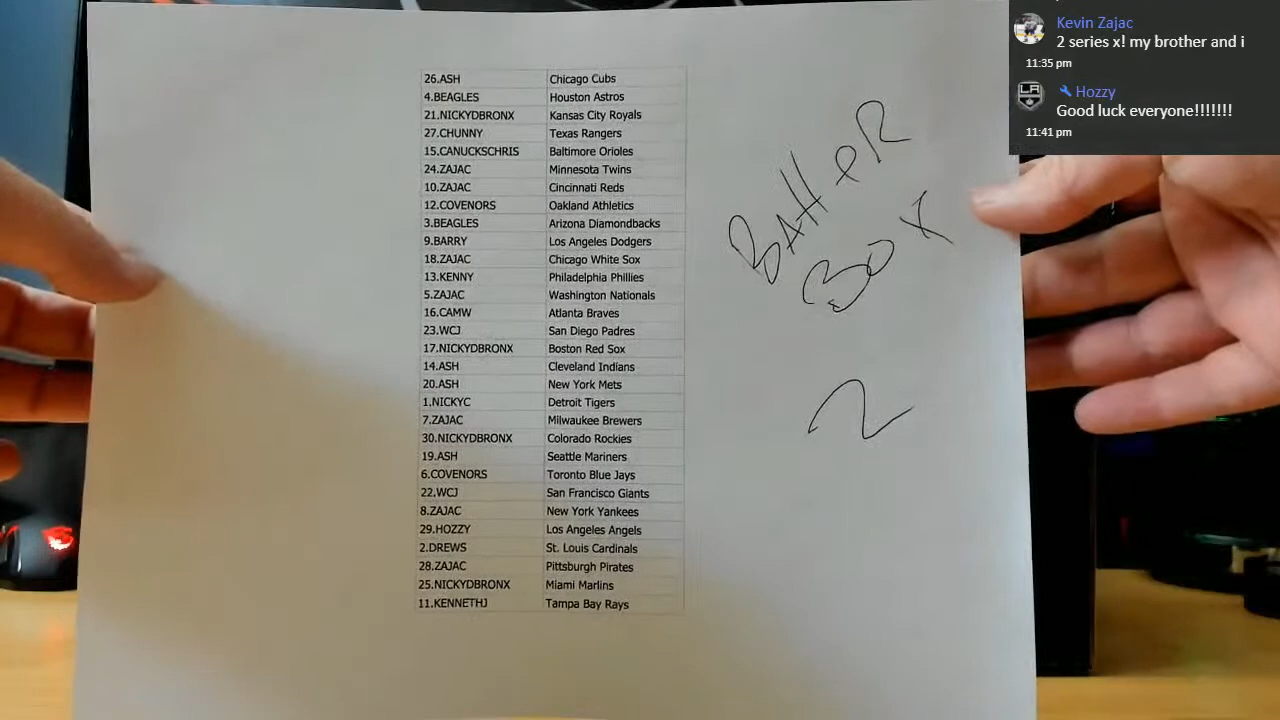 26.ASH Chicago Cubs
4.BEAGLES Houston Astros
21.NICKYDBRONX Kansas City Royals
27.CHUNNY Texas Rangers
15.CANUCKSCHRIS Baltimore Orioles
24.ZAJAC Minnesota Twins
10.ZAJAC Cincinnati Reds
12.COVENORS Oakland Athletics
3.BEAGLES Arizona Diamondbacks
9.BARRY Los Angeles Dodgers
18.ZAJAC Chicago White Sox
13.KENNY Philadelphia Phillies
5.ZAJAC Washington Nationals
16.CAMW Atlanta Braves
23.WCJ San Diego Padres
17.NICKYDBRONX Boston Red Sox
14.ASH Cleveland Indians
20.ASH New York Mets
1.NICKYC Detroit Tigers
7.ZAJAC Milwaukee Brewers
30.NICKYDBRONX Colorado Rockies
19.ASH Seattle Mariners
6.COVENORS Toronto Blue Jays
22.WCJ San Francisco Giants
8.ZAJAC New York Yankees
29.HOZZY Los Angeles Angels
2.DREWS St. Louis Cardinals
28.ZAJAC Pittsburgh Pirates
25.NICKYDBRONX Miami Marlins
11.KENNETHJ Tampa Bay Rays
BATTER
BOX
2
Kevin Zajac
2 series x! my brother and i
11:35 pm
LA
Hozzy
Good luck everyone!!!!!!!
11:41 pm